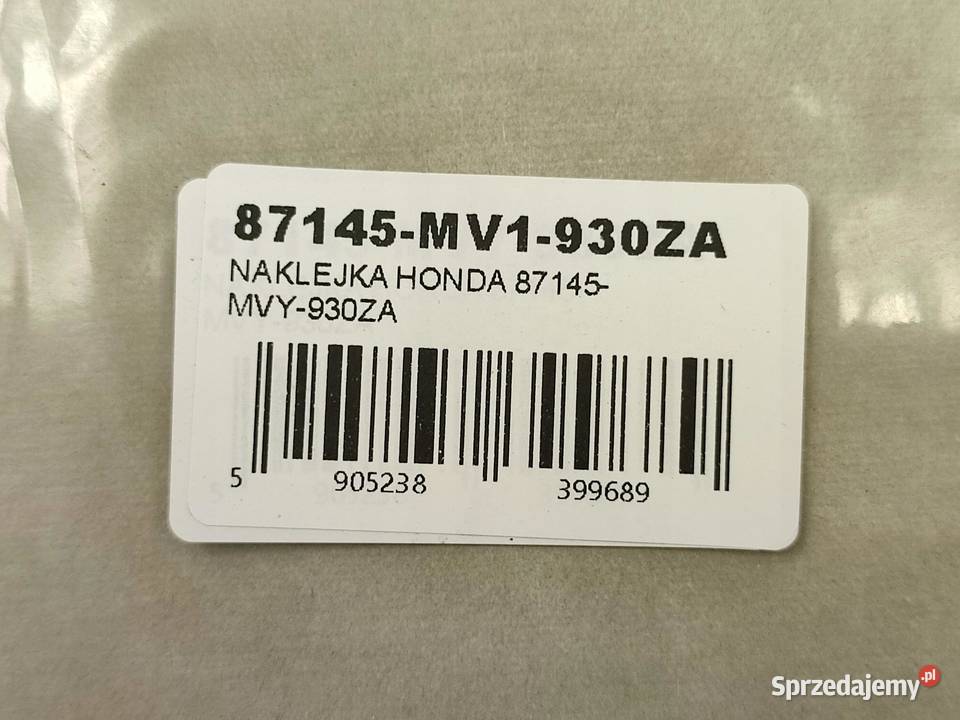 87145-MV1-930ZA
NAKLEJKA HONDA 87145-
MVY-930ZA
5 905238 399689
Sprzedajemy.pl